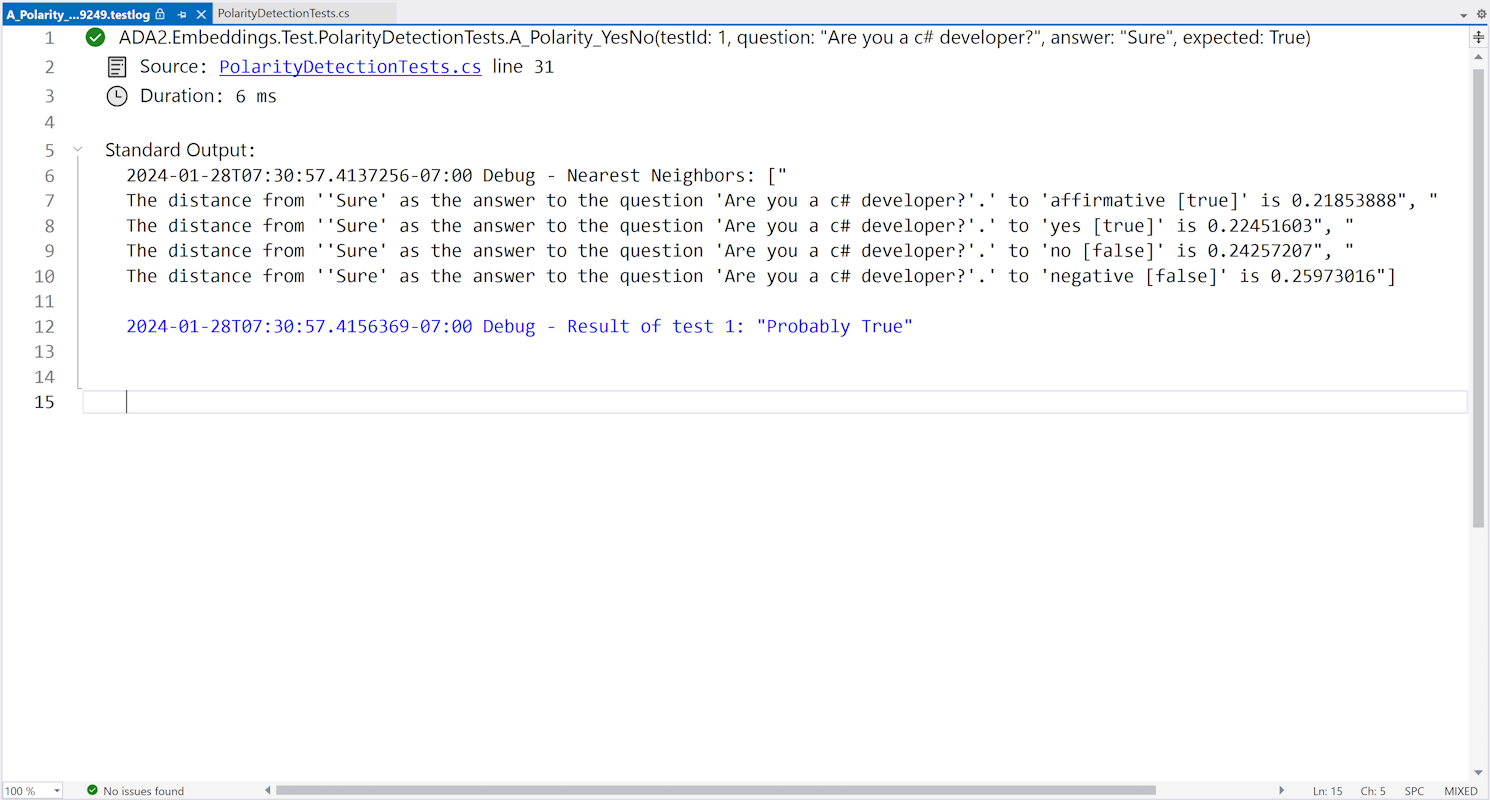 A_Polarity_...9249.testlog PolarityDetectionTests.cs
1 ADA2.Embeddings.Test.PolarityDetectionTests.A_Polarity_YesNo(testId: 1, question: "Are you a c# developer?", answer: "Sure", expected: True)
2 Source: PolarityDetectionTests.cs line 31
3 Duration: 6 ms
4
5 Standard Output:
6 2024-01-28T07:30:57.4137256-07:00 Debug - Nearest Neighbors: ["
7 The distance from ''Sure' as the answer to the question 'Are you a c# developer?'.' to 'affirmative [true]' is 0.21853888", "
8 The distance from ''Sure' as the answer to the question 'Are you a c# developer?'.' to 'yes [true]' is 0.22451603", "
9 The distance from ''Sure' as the answer to the question 'Are you a c# developer?'.' to 'no [false]' is 0.24257207", "
10 The distance from ''Sure' as the answer to the question 'Are you a c# developer?'.' to 'negative [false]' is 0.25973016"]
11
12 2024-01-28T07:30:57.4156369-07:00 Debug - Result of test 1: "Probably True"
13
14
15
100 % No issues found Ln: 15 Ch: 5 SPC MIXED